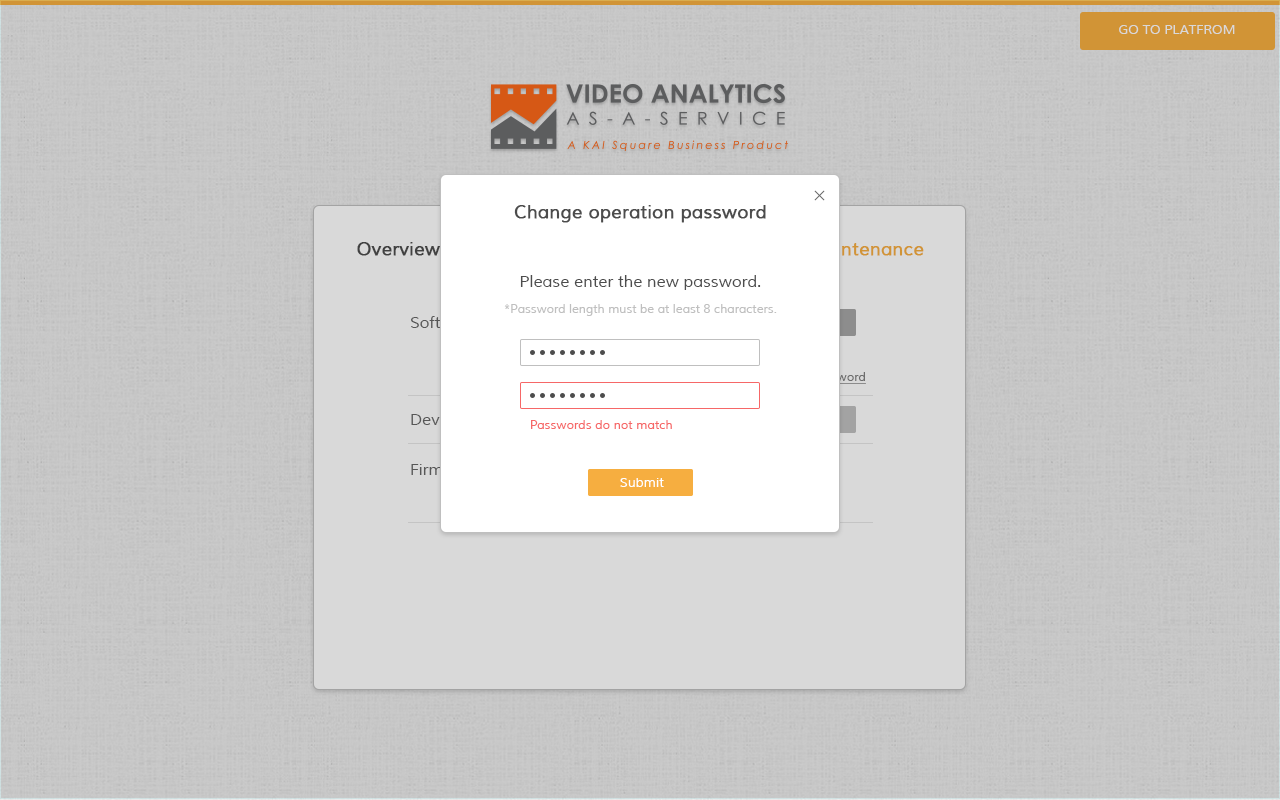 GO TO PLATFROM
VIDEO ANALYTICS
AS-A-SERVICE
A KAI Square Business Product
Change operation password
Overview
ntenance
Please enter the new password.
*Password length must be at least 8 characters.
Soft
word
Passwords do not match
Dev
Firm
Submit